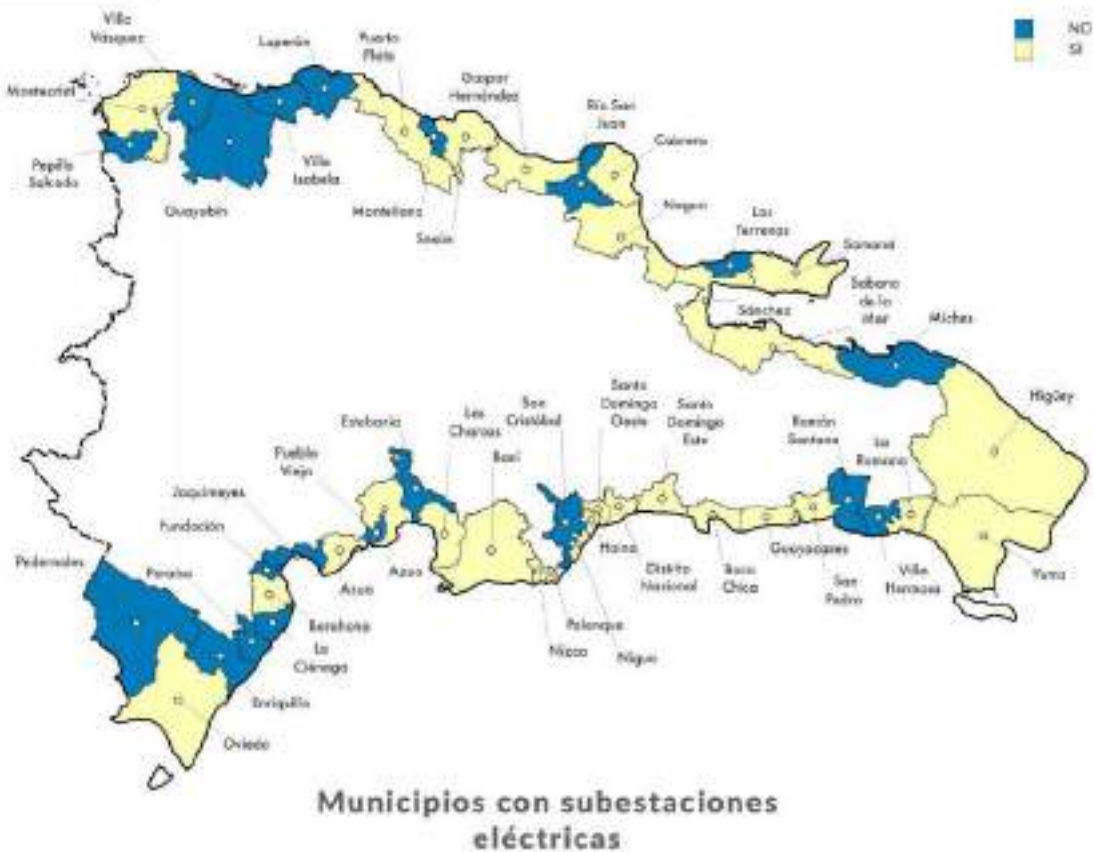 Villa
Vásquez
Luperón
Puerto
Plata
Gaspar
Hernández
Río San
Juan
Cabrera
NO
SI
Montecristi
Pepillo
Salcedo
Guayubín
Villa
Isabela
Montellano
Sosúa
Nagua
Las
Terrenas
Samaná
Sánchez
Sabana
de la
Mar
Miches
Higüey
Estebanía
Las
Charcas
Baní
San
Cristóbal
Santo
Domingo
Oeste
Santo
Domingo
Este
Ramón
Santana
La
Romana
Pueblo
Viejo
Jaquimeyes
Fundación
Pedernales
Paraíso
Azua
Azua
Haina
Distrito
Nacional
Boca
Chica
Guayacanes
San
Pedro
Villa
Hermosa
Yuma
Barahona
La
Ciénaga
Palenque
Nizao
Nigua
Enriquillo
Oviedo
Municipios con subestaciones
eléctricas